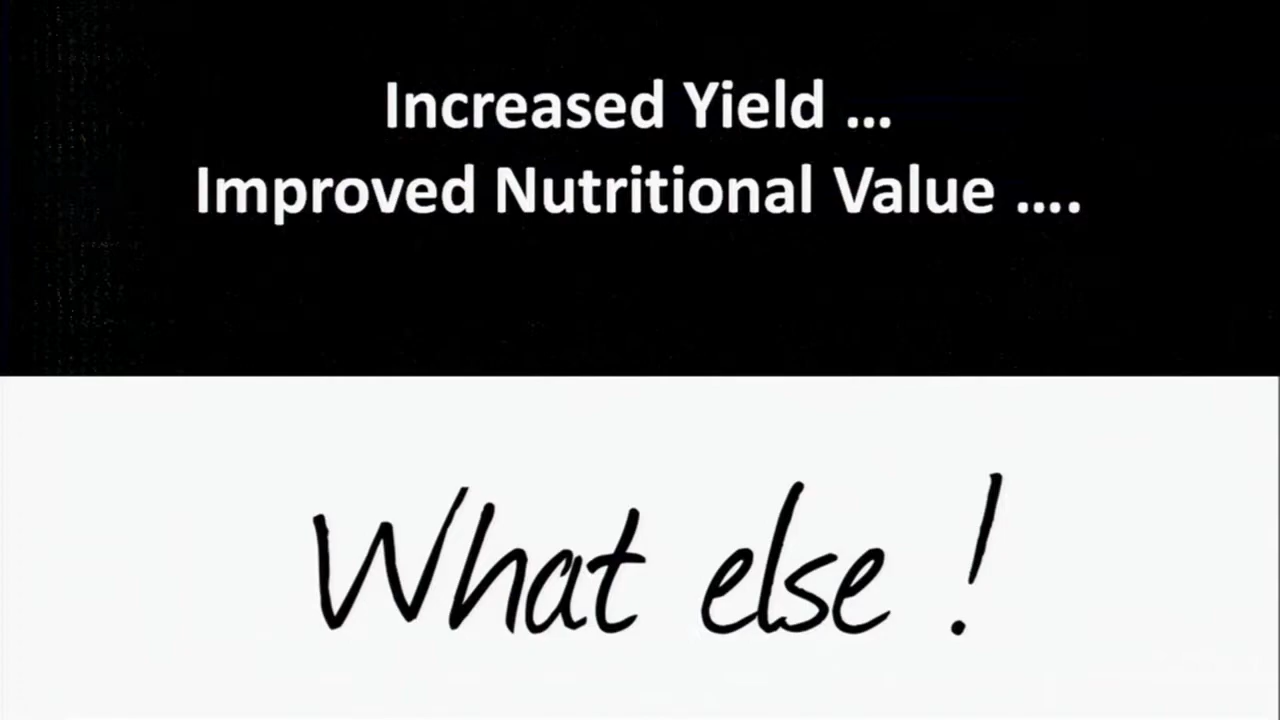 Increased Yield ...
Improved Nutritional Value ....
What else !